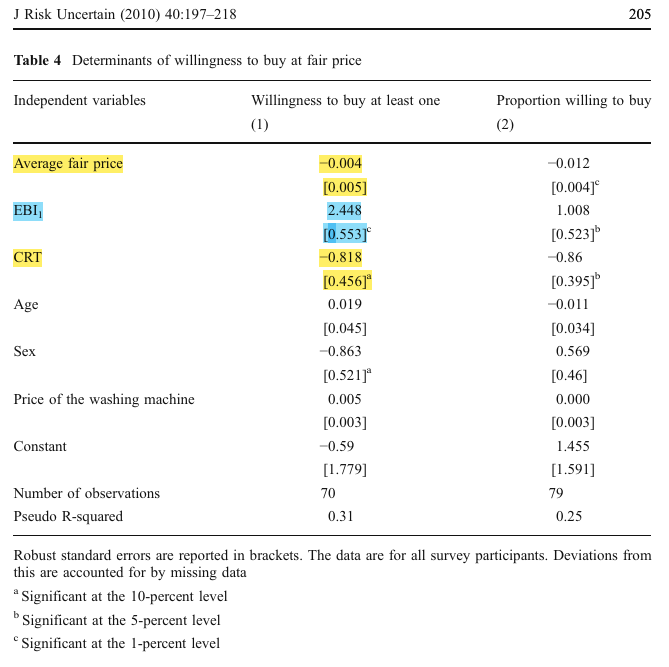 J Risk Uncertain (2010) 40:197–218 205
Table 4 Determinants of willingness to buy at fair price
Independent variables Willingness to buy at least one Proportion willing to buy
(1) (2)
Average fair price −0.004 −0.012
[0.005] [0.004]c
EBI1 2.448 1.008
[0.553]c [0.523]b
CRT −0.818 −0.86
[0.456]a [0.395]b
Age 0.019 −0.011
[0.045] [0.034]
Sex −0.863 0.569
[0.521]a [0.46]
Price of the washing machine 0.005 0.000
[0.003] [0.003]
Constant −0.59 1.455
[1.779] [1.591]
Number of observations 70 79
Pseudo R-squared 0.31 0.25
Robust standard errors are reported in brackets. The data are for all survey participants. Deviations from
this are accounted for by missing data
a Significant at the 10-percent level
b Significant at the 5-percent level
c Significant at the 1-percent level